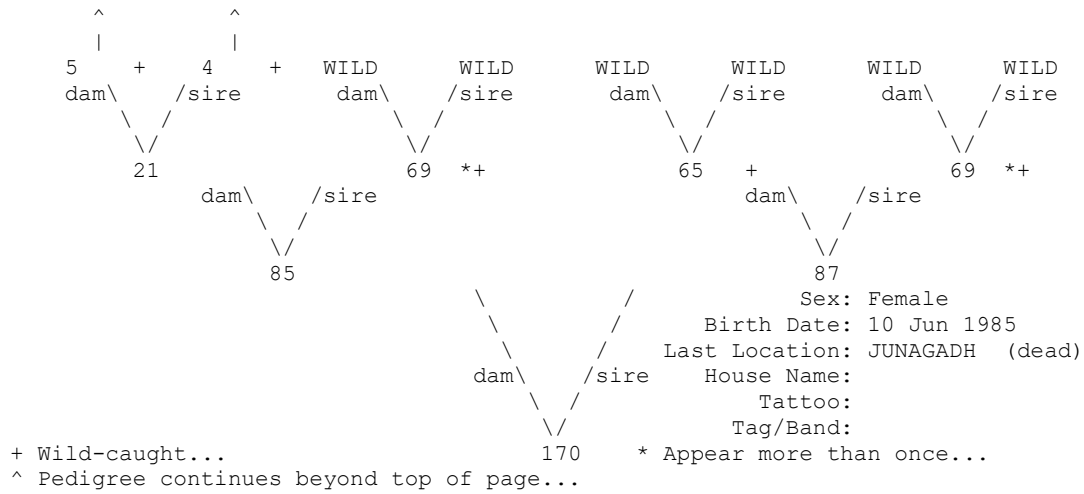 ^ ^
| |
5 + 4 + WILD WILD WILD WILD WILD WILD
dam\ /sire dam\ /sire dam\ /sire dam\ /sire
\ / \ / \ / \ /
\/ \/ \/ \/
21 69 *+ 65 + 69 *+
dam\ /sire dam\ /sire
\ / \ /
\/ \/
85 87
\ / Sex: Female
\ / Birth Date: 10 Jun 1985
\ / Last Location: JUNAGADH (dead)
dam\ /sire House Name:
\ / Tattoo:
\/ Tag/Band:
+ Wild-caught... 170 * Appear more than once...
^ Pedigree continues beyond top of page...